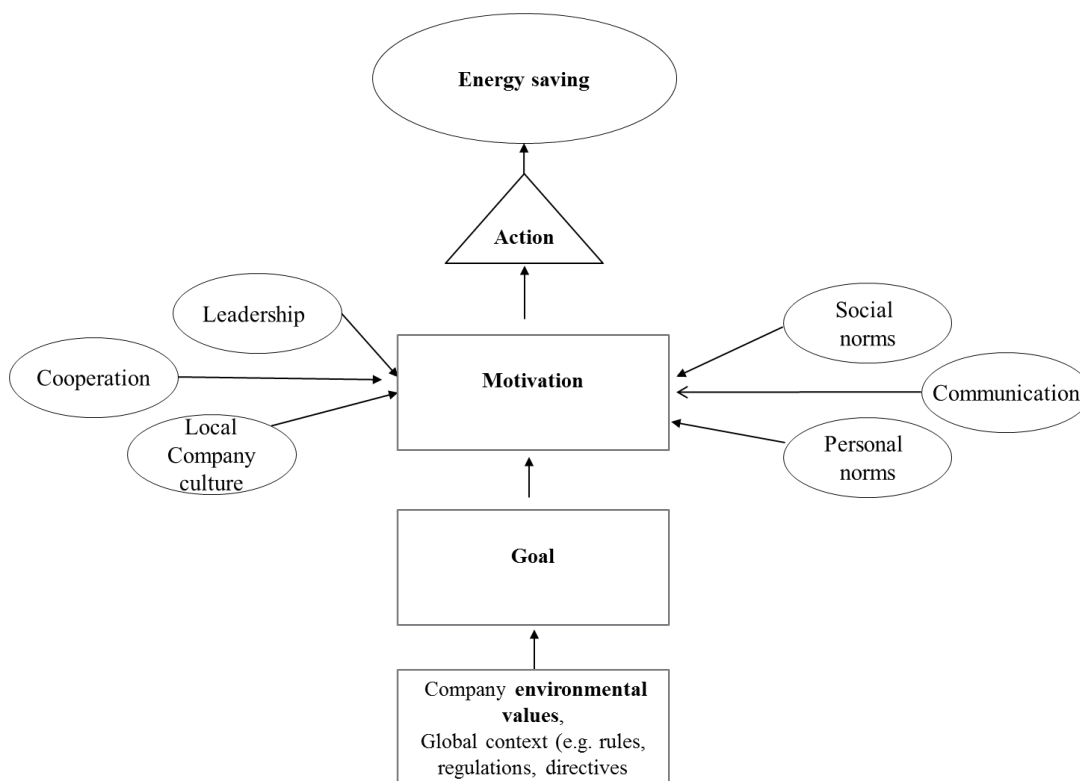 Energy saving
Action
Leadership
Social
norms
Cooperation
Motivation
Communication
Local
Company
culture
Personal
norms
Goal
Company environmental
values,
Global context (e.g. rules,
regulations, directives